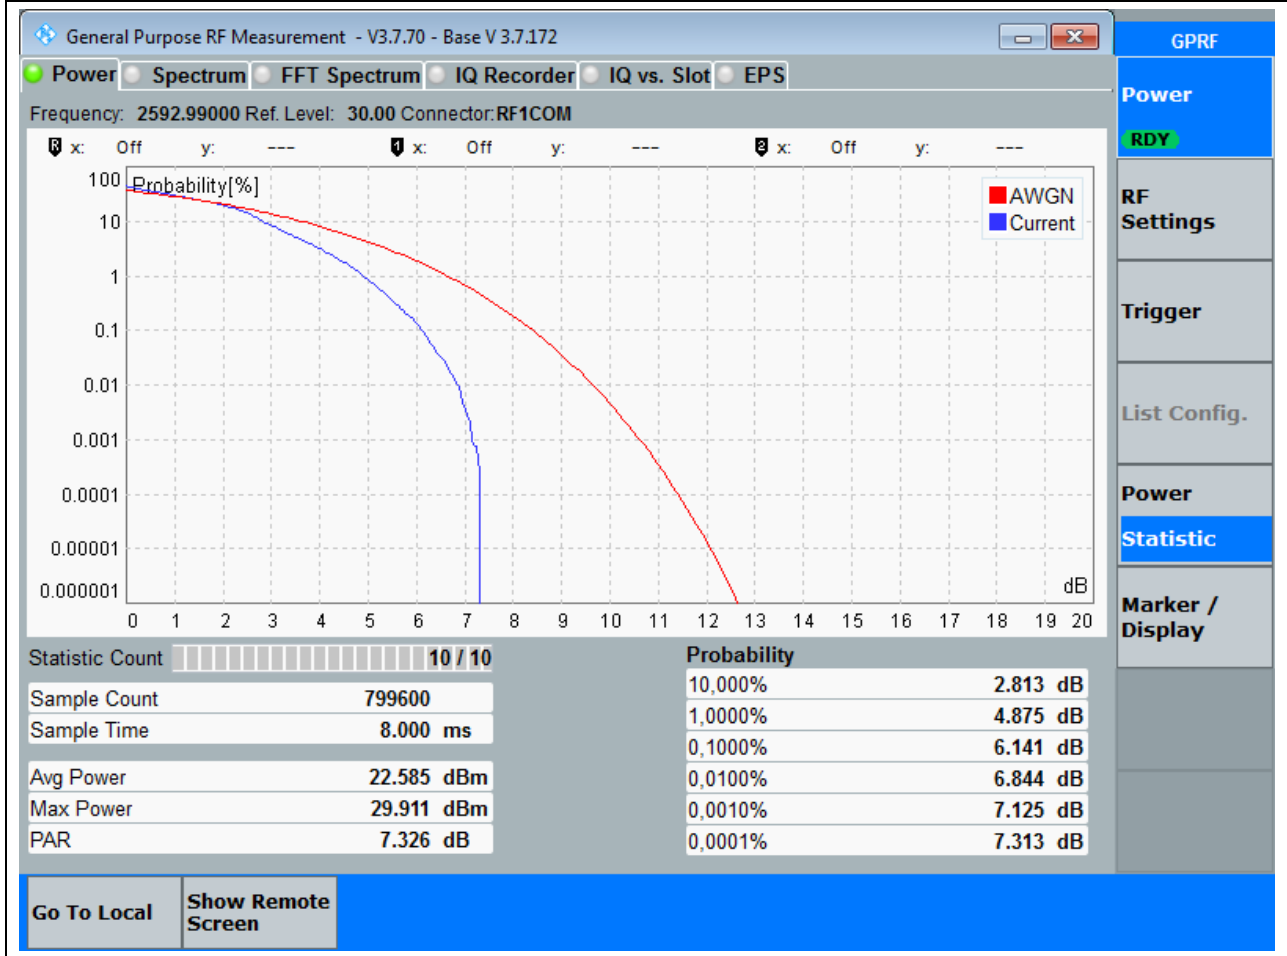 General Purpose RF Measurement - V3.7.70 - Base V 3.7.172
GPRF
Power Spectrum FFT Spectrum IQ Recorder IQ vs. Slot EPS
Frequency: 2592.99000 Ref. Level: 30.00 Connector:RF1COM
R x: Off y: --- 1 x: Off y: --- 2 x: Off y: ---
Probability[%]
100
10
1
0.1
0.01
0.001
0.0001
0.00001
0.000001
AWGN
Current
dB
0 1 2 3 4 5 6 7 8 9 10 11 12 13 14 15 16 17 18 19 20
Statistic Count 10 / 10
Sample Count 799600
Sample Time 8.000 ms
Avg Power 22.585 dBm
Max Power 29.911 dBm
PAR 7.326 dB
Probability
10,000% 2.813 dB
1,0000% 4.875 dB
0,1000% 6.141 dB
0,0100% 6.844 dB
0,0010% 7.125 dB
0,0001% 7.313 dB
Power
RDY
RF
Settings
Trigger
List Config.
Power
Statistic
Marker /
Display
Go To Local
Show Remote
Screen